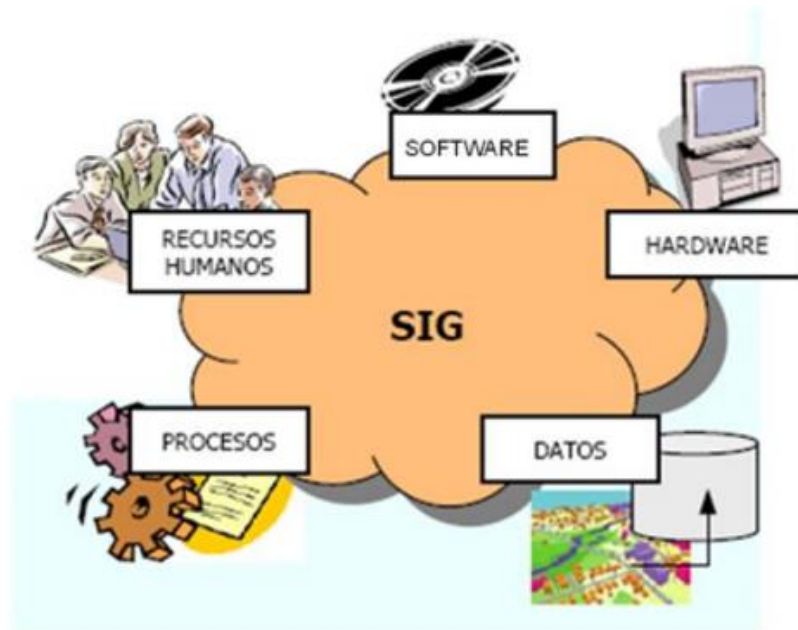 SOFTWARE
HARDWARE
RECURSOS
HUMANOS
SIG
PROCESOS
DATOS